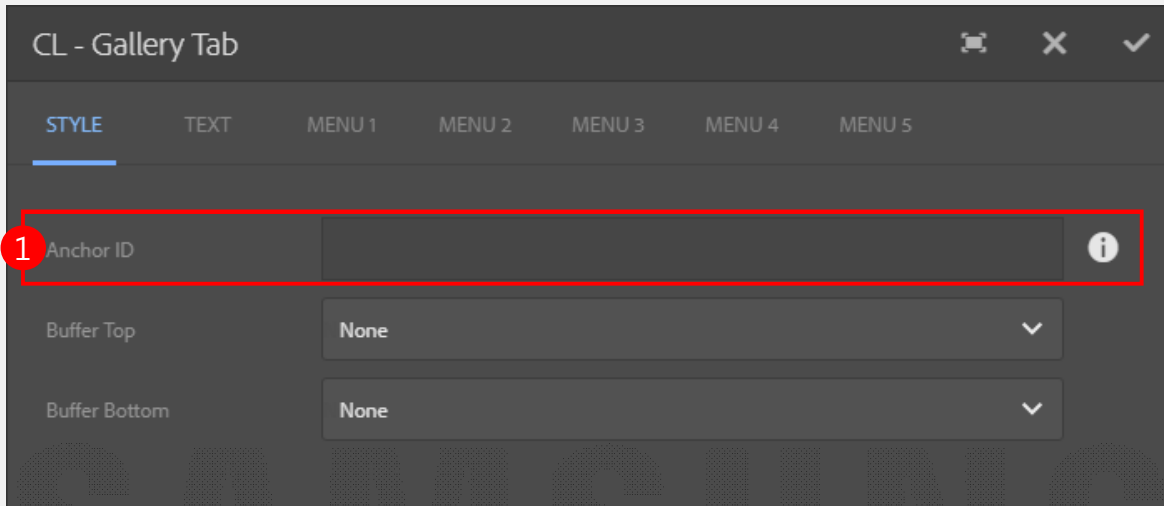 CL - Gallery Tab
STYLE TEXT MENU 1 MENU 2 MENU 3 MENU 4 MENU 5
1 Anchor ID
Buffer Top None
Buffer Bottom None
SAMSUNG